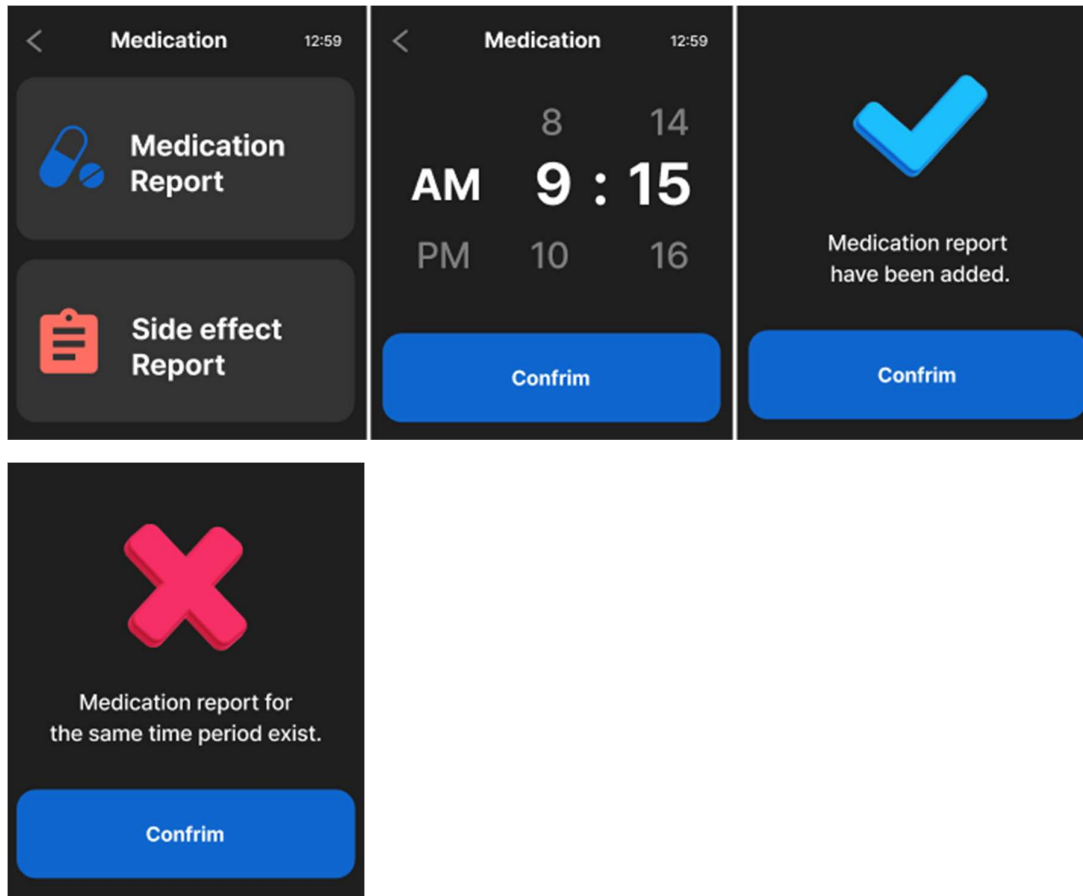 < Medication 12:59
Medication
Report
Side effect
Report
< Medication 12:59
8 14
AM 9 : 15
PM 10 16
Confrim
Medication report
have been added.
Confrim
Medication report for
the same time period exist.
Confrim